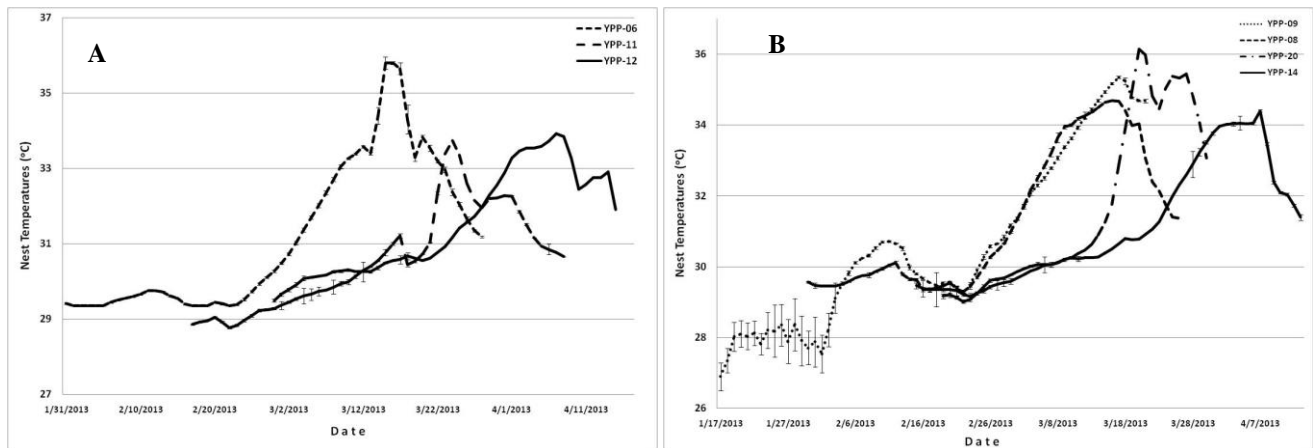 A
YPP-06
YPP-11
YPP-12
Nest Temperatures (ºC)
37
35
33
31
29
27
1/31/2013 2/10/2013 2/20/2013 3/2/2013 3/12/2013 3/22/2013 4/1/2013 4/11/2013
Date
B
YPP-09
YPP-08
YPP-20
YPP-14
Nest Temperatures (ºC)
36
34
32
30
28
26
1/17/2013 1/27/2013 2/6/2013 2/16/2013 2/26/2013 3/8/2013 3/18/2013 3/28/2013 4/7/2013
Date